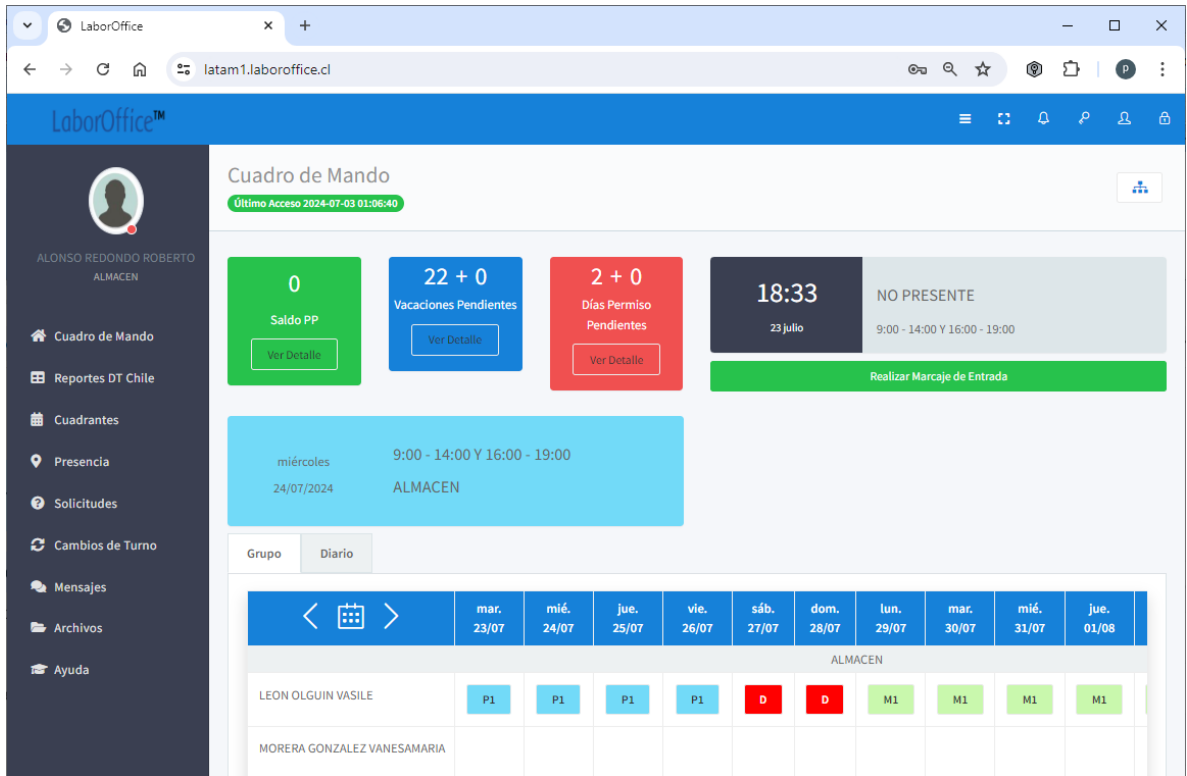 LaborOffice
latam1.laboroffice.cl
P
LaborOffice™
ALONSO REDONDO ROBERTO
ALMACEN
Cuadro de Mando
Reportes DT Chile
Cuadrantes
Presencia
Solicitudes
Cambios de Turno
Mensajes
Archivos
Ayuda
Cuadro de Mando
Último Acceso 2024-07-03 01:06:40
0
Saldo PP
Ver Detalle
22 + 0
Vacaciones Pendientes
Ver Detalle
2 + 0
Días Permiso
Pendientes
Ver Detalle
18:33
23 julio
NO PRESENTE
9:00 - 14:00 Y 16:00 - 19:00
Realizar Marcaje de Entrada
miércoles
24/07/2024
9:00 - 14:00 Y 16:00 - 19:00
ALMACEN
Grupo Diario
mar. mié. jue. vie. sáb. dom. lun. mar. mié. jue.
23/07 24/07 25/07 26/07 27/07 28/07 29/07 30/07 31/07 01/08
ALMACEN
LEON OLGUIN VASILE P1 P1 P1 P1 D D M1 M1 M1 M1
MORERA GONZALEZ VANESAMARIA